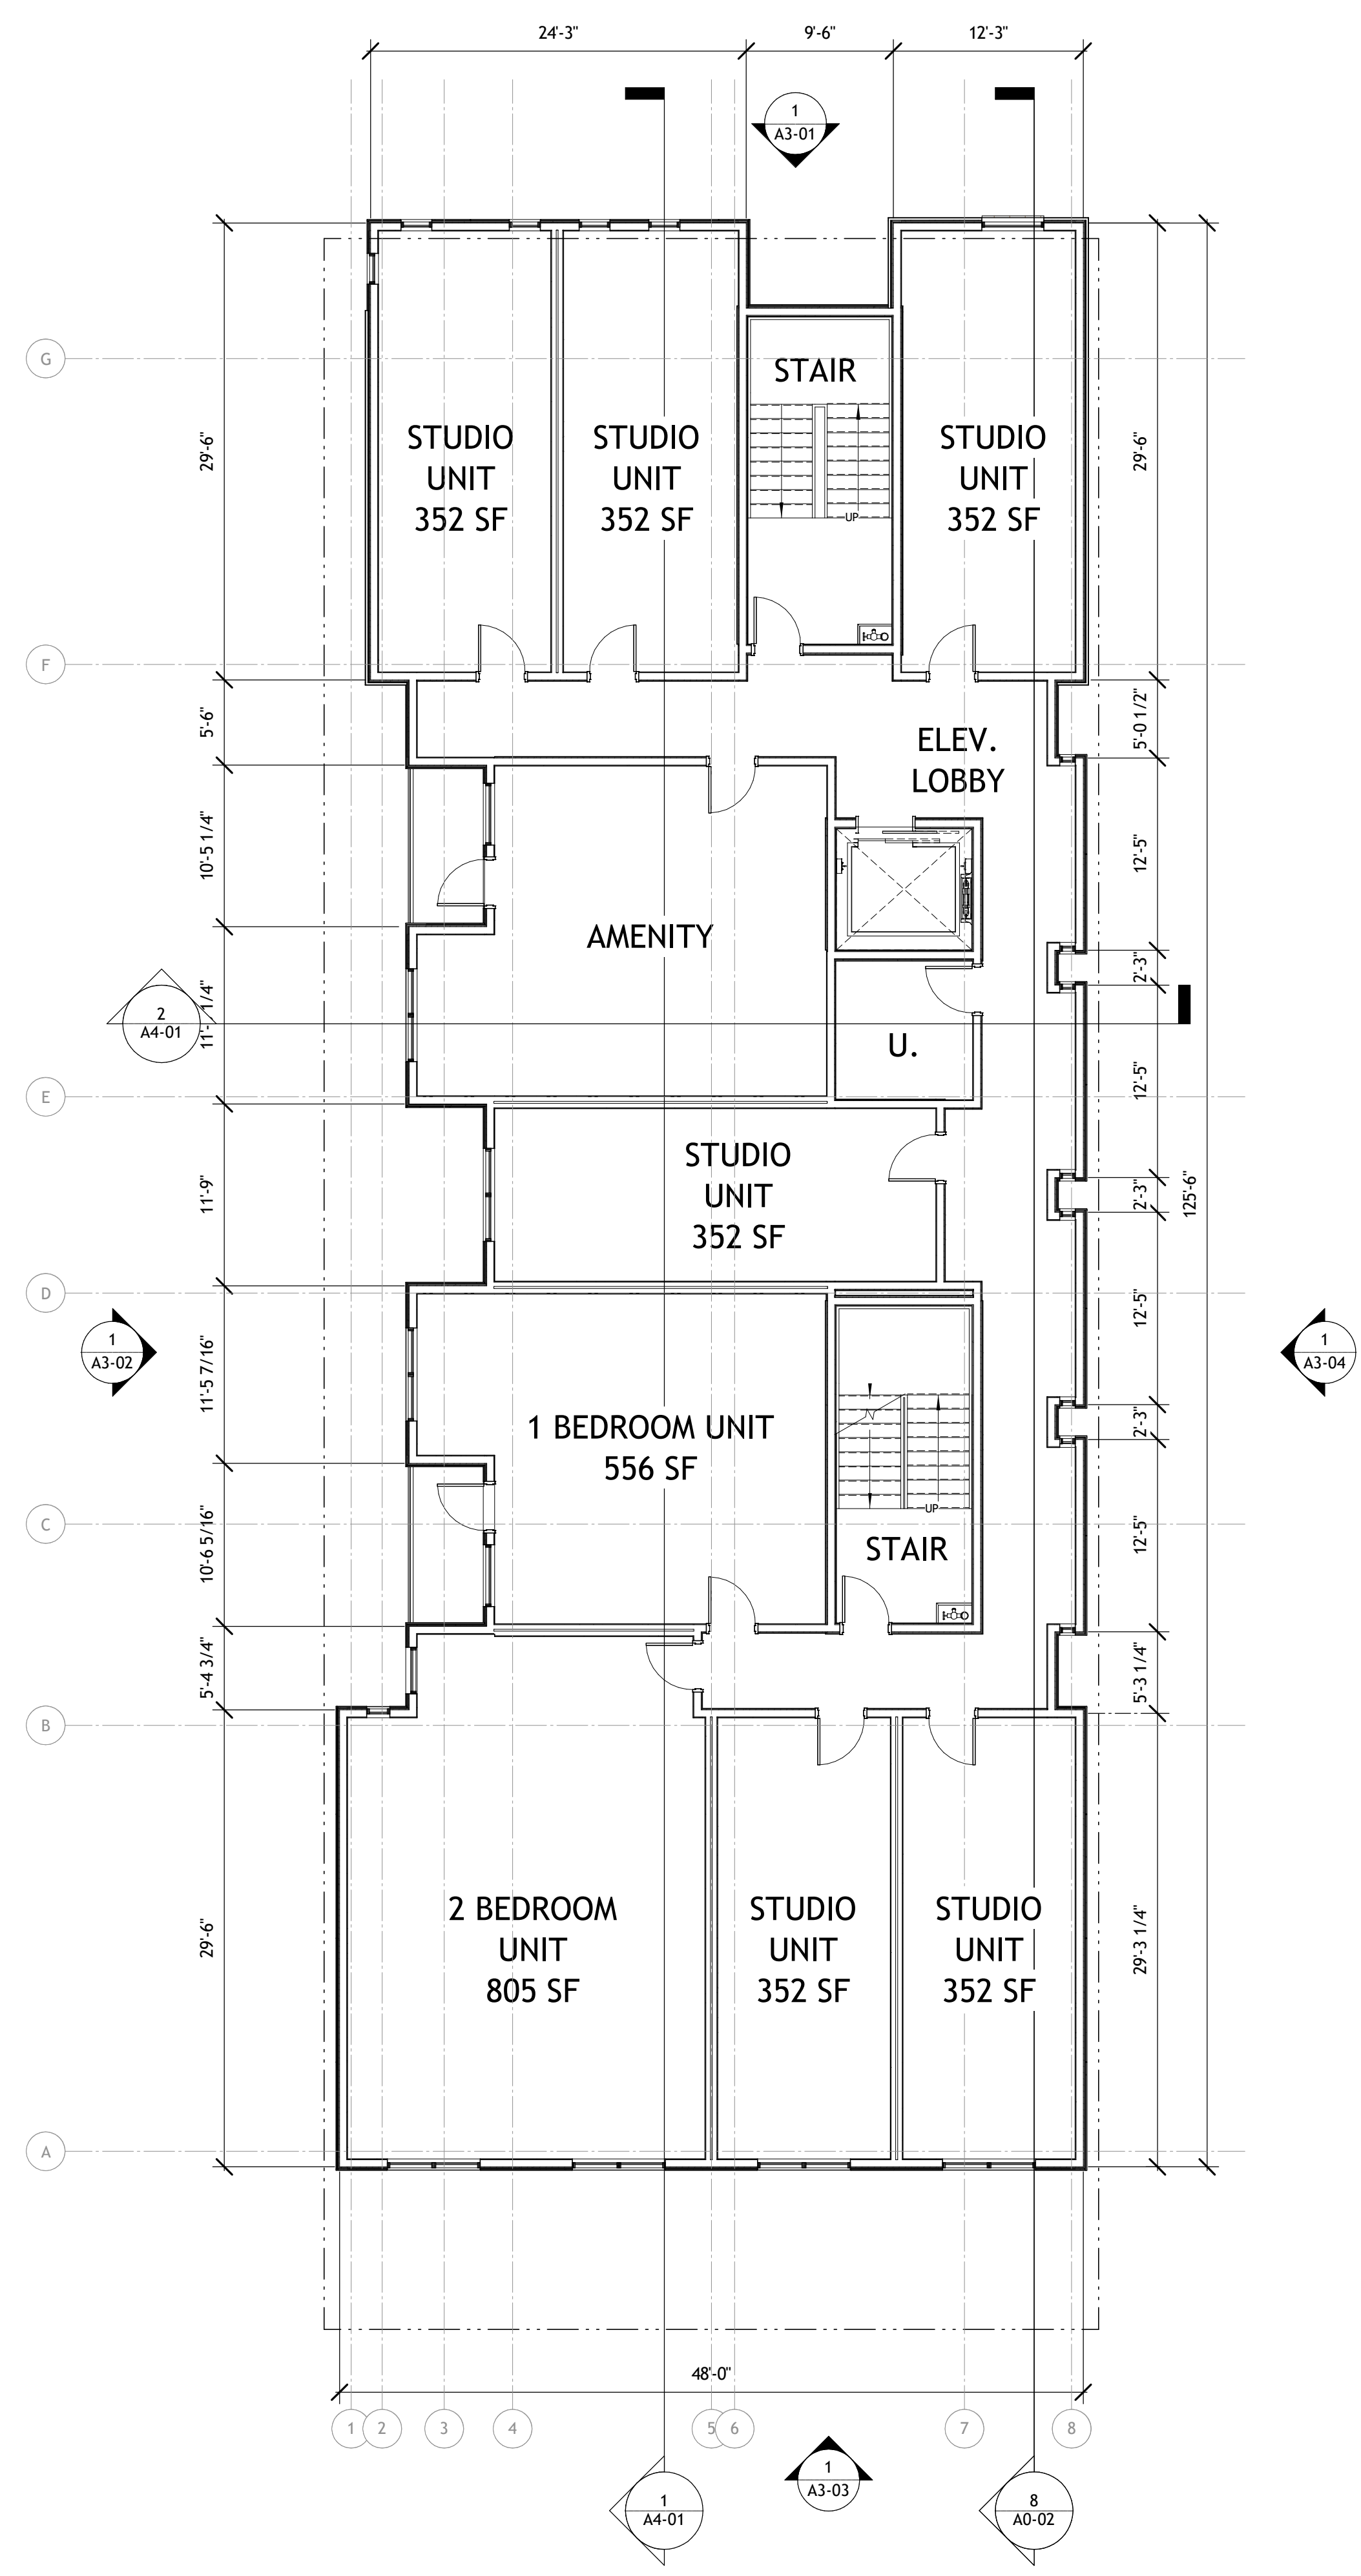 24'-3"
9'-6"
12'-3"
1
A3-01
G
STAIR
29'-6"
STUDIO
UNIT
352 SF
STUDIO
UNIT
352 SF
STUDIO
UNIT
352 SF
29'-6"
UP
F
5'-6"
5'-0 1/2"
ELEV.
LOBBY
10'-5 1/4"
12'-5"
AMENITY
2'-3"
2
A4-01
1/4"
11'-
U.
E
12'-5"
STUDIO
UNIT
352 SF
11'-9"
2'-3"
125'-6"
D
12'-5"
1
A3-02
11'-5 7/16"
1
A3-04
1 BEDROOM UNIT
556 SF
2'-3"
UP
C
10'-6 5/16"
STAIR
12'-5"
5'-4 3/4"
5'-3 1/4"
B
2 BEDROOM
UNIT
805 SF
STUDIO
UNIT
352 SF
STUDIO
UNIT
352 SF
29'-6"
29'-3 1/4"
A
48'-0"
1
2
3
4
5
6
7
8
1
A3-03
1
A4-01
8
A0-02